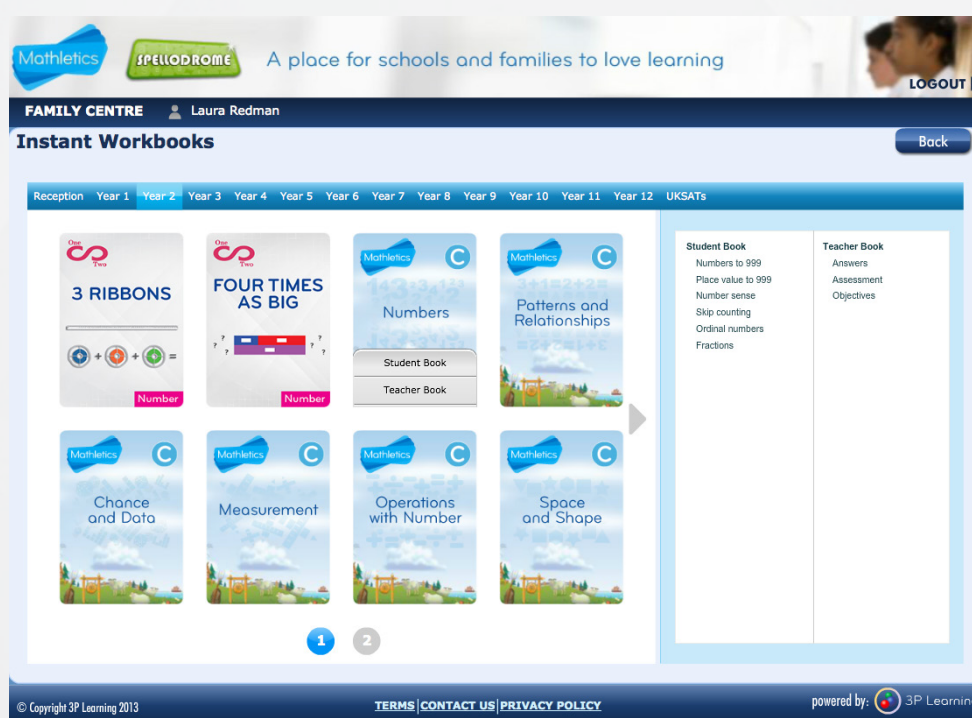 Mathletics
SPELLODROME
A place for schools and families to love learning
LOGOUT
FAMILY CENTRE
Laura Redman
Instant Workbooks
Back
Reception Year 1 Year 2 Year 3 Year 4 Year 5 Year 6 Year 7 Year 8 Year 9 Year 10 Year 11 Year 12 UKSATs
One
Two
3 RIBBONS
+ + =
Number
One
Two
FOUR TIMES
AS BIG
? ? ? ?
Number
Mathletics C
Numbers
Student Book
Teacher Book
Mathletics C
Patterns and
Relationships
Mathletics C
Chance
and Data
Mathletics C
Measurement
Mathletics C
Operations
with Number
Mathletics C
Space
and Shape
1 2
Student Book
Numbers to 999
Place value to 999
Number sense
Skip counting
Ordinal numbers
Fractions
Teacher Book
Answers
Assessment
Objectives
© Copyright 3P Learning 2013
TERMS|CONTACT US|PRIVACY POLICY
powered by: 3P Learnin